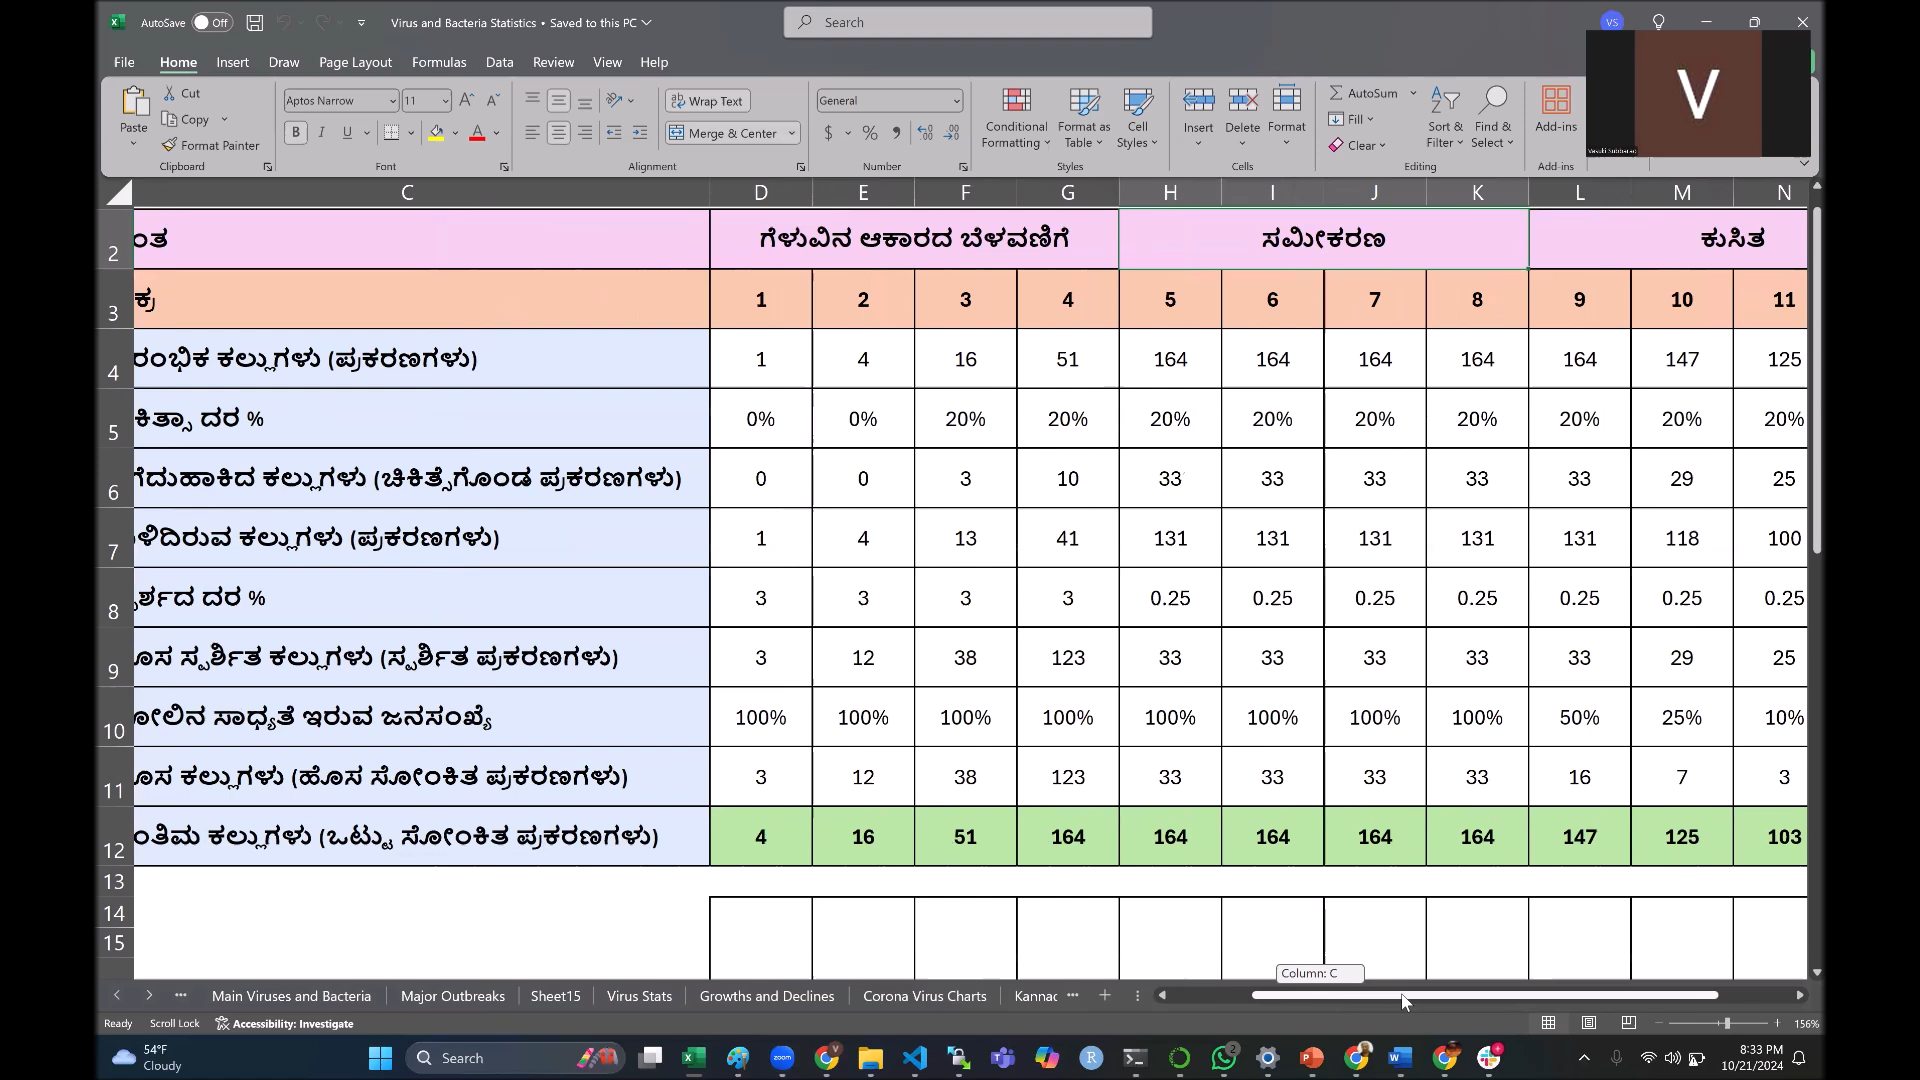 AutoSave Off Virus and Bacteria Statistics • Saved to this PC Search VS
File Home Insert Draw Page Layout Formulas Data Review View Help
Paste Cut Copy Format Painter Clipboard
Aptos Narrow 11 B I U A Font
Wrap Text Merge & Center Alignment
General $ % Number
Conditional Formatting Format as Table Cell Styles Styles
Insert Delete Format Cells
AutoSum Fill Clear Sort & Filter Find & Select Editing
Add-ins Add-ins
V
Vasuki Subbarao
C D E F G H I J K L M N
2 ಂತ ಗೆಳುವಿನ ಆಕಾರದ ಬೆಳವಣಿಗೆ ಸಮೀಕರಣ ಕುಸಿತ
3 ಕ್ರ 1 2 3 4 5 6 7 8 9 10 11
4 ರಂಭಿಕ ಕಲ್ಲುಗಳು (ಪ್ರಕರಣಗಳು) 1 4 16 51 164 164 164 164 164 147 125
5 ಕಿತ್ಸಾ ದರ % 0% 0% 20% 20% 20% 20% 20% 20% 20% 20% 20%
6 ಗೆದುಹಾಕಿದ ಕಲ್ಲುಗಳು (ಚಿಕಿತ್ಸೆಗೊಂಡ ಪ್ರಕರಣಗಳು) 0 0 3 10 33 33 33 33 33 29 25
7 ಳಿದಿರುವ ಕಲ್ಲುಗಳು (ಪ್ರಕರಣಗಳು) 1 4 13 41 131 131 131 131 131 118 100
8 ರ್ಶದ ದರ % 3 3 3 3 0.25 0.25 0.25 0.25 0.25 0.25 0.25
9 ೊಸ ಸ್ಪರ್ಶಿತ ಕಲ್ಲುಗಳು (ಸ್ಪರ್ಶಿತ ಪ್ರಕರಣಗಳು) 3 12 38 123 33 33 33 33 33 29 25
10 ೋಲಿನ ಸಾಧ್ಯತೆ ಇರುವ ಜನಸಂಖ್ಯೆ 100% 100% 100% 100% 100% 100% 100% 100% 50% 25% 10%
11 ೊಸ ಕಲ್ಲುಗಳು (ಹೊಸ ಸೋಂಕಿತ ಪ್ರಕರಣಗಳು) 3 12 38 123 33 33 33 33 16 7 3
12 ಂತಿಮ ಕಲ್ಲುಗಳು (ಒಟ್ಟು ಸೋಂಕಿತ ಪ್ರಕರಣಗಳು) 4 16 51 164 164 164 164 164 147 125 103
13
14
15
Column: C
Main Viruses and Bacteria Major Outbreaks Sheet15 Virus Stats Growths and Declines Corona Virus Charts Kannac
Ready Scroll Lock Accessibility: Investigate 156%
54°F
Cloudy
Search
zoom
8:33 PM
10/21/2024